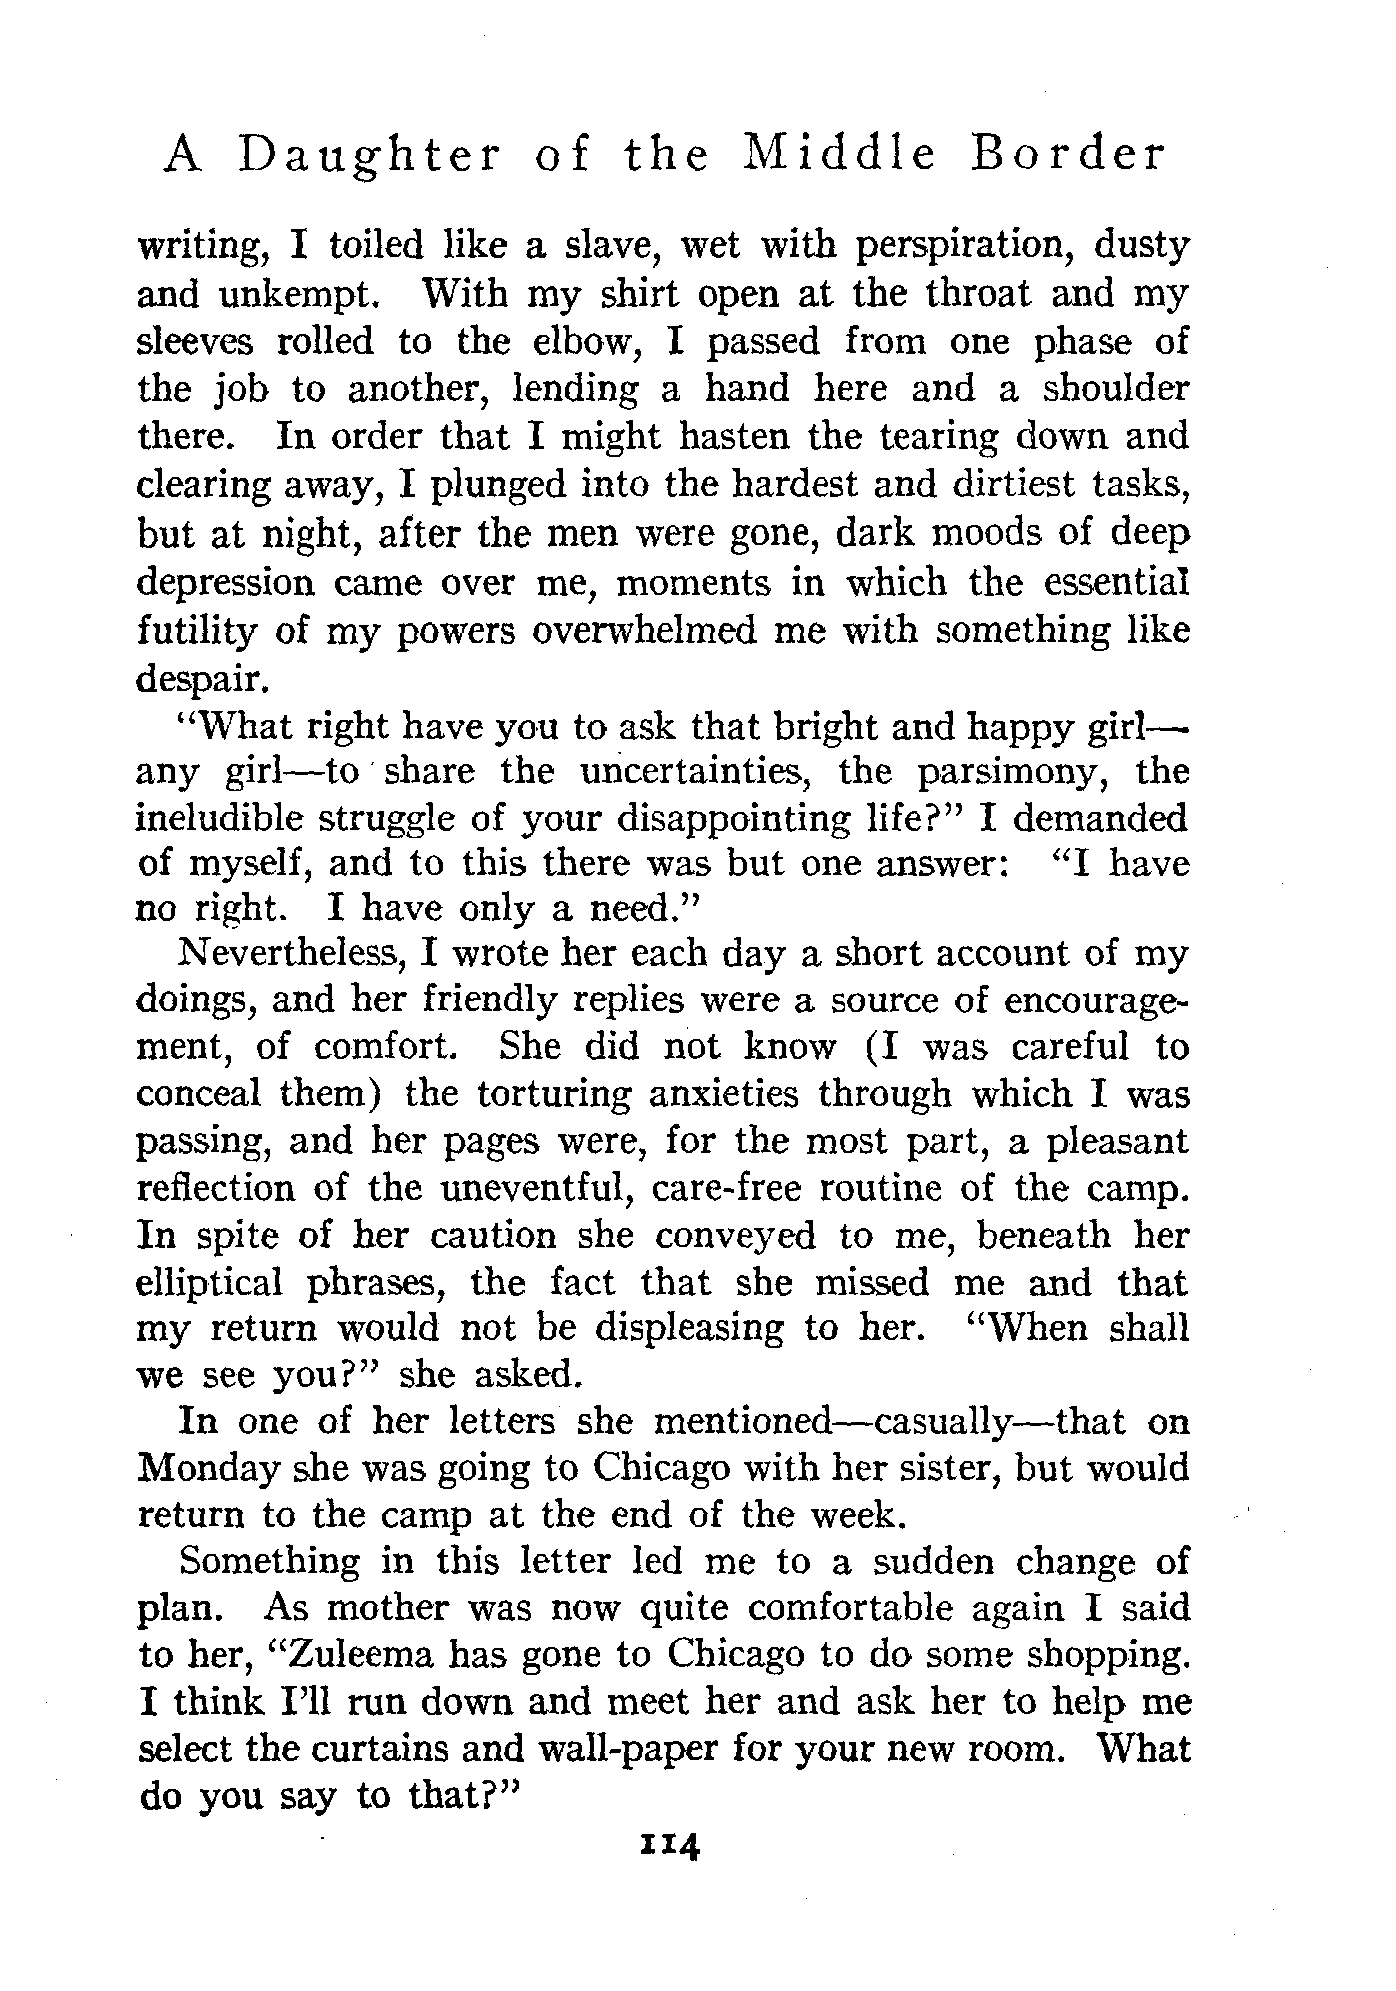 A Daughter of the Middle Border
writing, I toiled like a slave, wet with perspiration, dusty
and unkempt. With my shirt open at the throat and my
sleeves rolled to the elbow, I passed from one phase of
the job to another, lending a hand here and a shoulder
there. In order that I might hasten the tearing down and
clearing away, I plunged into the hardest and dirtiest tasks,
but at night, after the men were gone, dark moods of deep
depression came over me, moments in which the essential
futility of my powers overwhelmed me with something like
despair.
“What right have you to ask that bright and happy girl—
any girl—to share the uncertainties, the parsimony, the
ineludible struggle of your disappointing life?” I demanded
of myself, and to this there was but one answer: “I have
no right. I have only a need.”
Nevertheless, I wrote her each day a short account of my
doings, and her friendly replies were a source of encourage-
ment, of comfort. She did not know (I was careful to
conceal them) the torturing anxieties through which I was
passing, and her pages were, for the most part, a pleasant
reflection of the uneventful, care-free routine of the camp.
In spite of her caution she conveyed to me, beneath her
elliptical phrases, the fact that she missed me and that
my return would not be displeasing to her. “When shall
we see you?” she asked.
In one of her letters she mentioned—casually—that on
Monday she was going to Chicago with her sister, but would
return to the camp at the end of the week.
Something in this letter led me to a sudden change of
plan. As mother was now quite comfortable again I said
to her, “Zuleema has gone to Chicago to do some shopping.
I think I’ll run down and meet her and ask her to help me
select the curtains and wall-paper for your new room. What
do you say to that?”
114